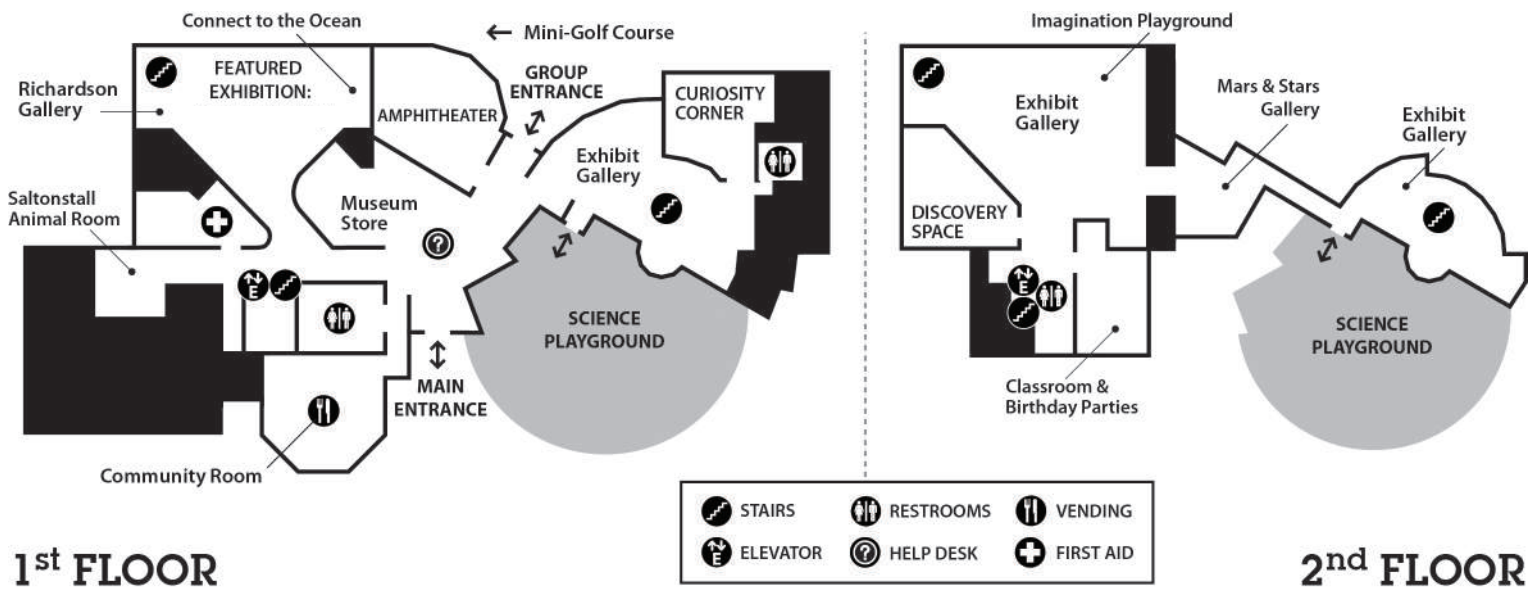 Connect to the Ocean
← Mini-Golf Course
Richardson
Gallery
FEATURED
EXHIBITION:
AMPHITHEATER
GROUP
ENTRANCE
CURIOSITY
CORNER
Exhibit
Gallery
Saltonstall
Animal Room
Museum
Store
?
E
SCIENCE
PLAYGROUND
MAIN
ENTRANCE
Community Room
1st FLOOR
Imagination Playground
Exhibit
Gallery
Mars & Stars
Gallery
Exhibit
Gallery
DISCOVERY
SPACE
E
SCIENCE
PLAYGROUND
Classroom &
Birthday Parties
STAIRS
RESTROOMS
VENDING
E ELEVATOR
? HELP DESK
FIRST AID
2nd FLOOR